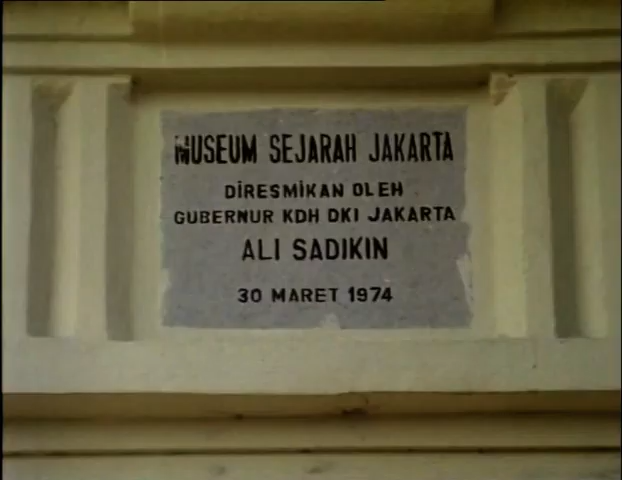 MUSEUM SEJARAH JAKARTA
DIRESMIKAN OLEH
GUBERNUR KDH DKI JAKARTA
ALI SADIKIN
30 MARET 1974